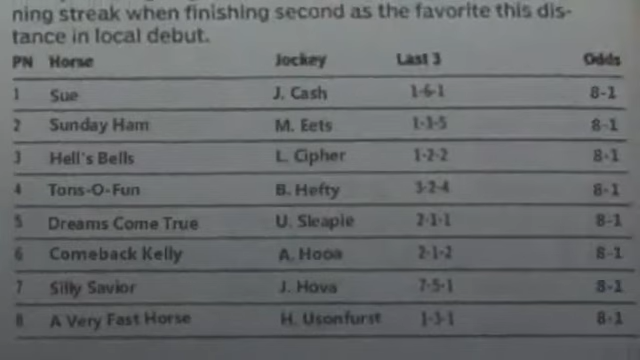 ning streak when finishing second as the favorite this dis-
tance in local debut.
PN Horse Jockey Last 3 Odds
1 Sue J. Cash 1-6-1 8-1
2 Sunday Ham M. Eets 1-1-5 8-1
3 Hell's Bells L. Cipher 1-2-2 8-1
4 Tons-O-Fun B. Hefty 3-2-4 8-1
5 Dreams Come True U. Sleapie 2-1-1 8-1
6 Comeback Kelly A. Hooa 2-1-2 8-1
7 Silly Savior J. Hova 7-5-1 8-1
8 A Very Fast Horse H. Usonfurst 1-3-1 8-1